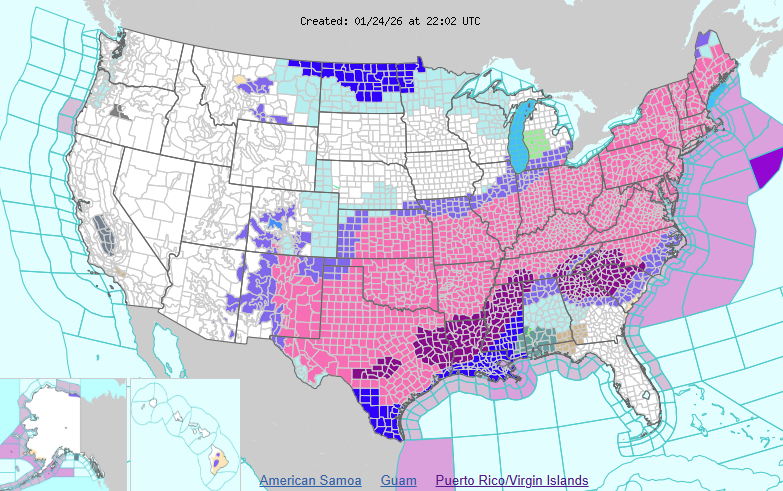 Created: 01/24/26 at 22:02 UTC
American Samoa Guam Puerto Rico/Virgin Islands